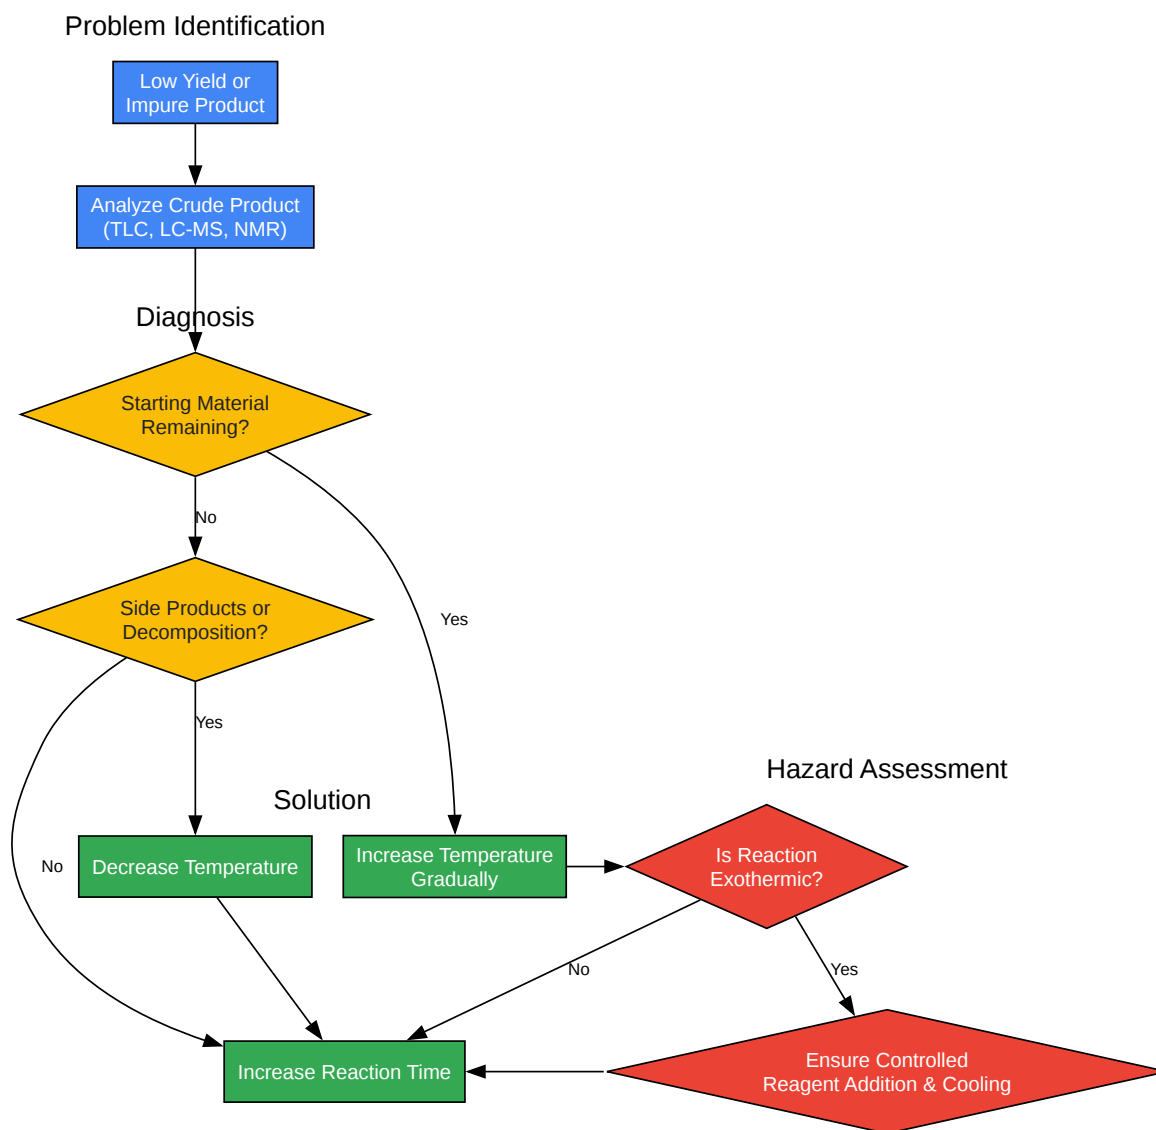 Problem Identification
Low Yield or
Impure Product
Analyze Crude Product
(TLC, LC-MS, NMR)
Diagnosis
Starting Material
Remaining?
No
Side Products or
Decomposition?
Yes
Yes
Hazard Assessment
Solution
No
Decrease Temperature
Increase Temperature
Gradually
Is Reaction
Exothermic?
No
Yes
Increase Reaction Time
Ensure Controlled
Reagent Addition & Cooling